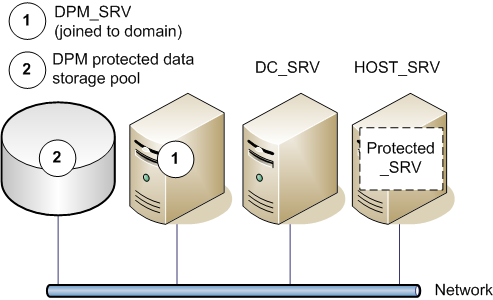 1 DPM_SRV
(joined to domain)
2 DPM protected data
storage pool
DC_SRV
HOST_SRV
2
1
Protected
_SRV
Network